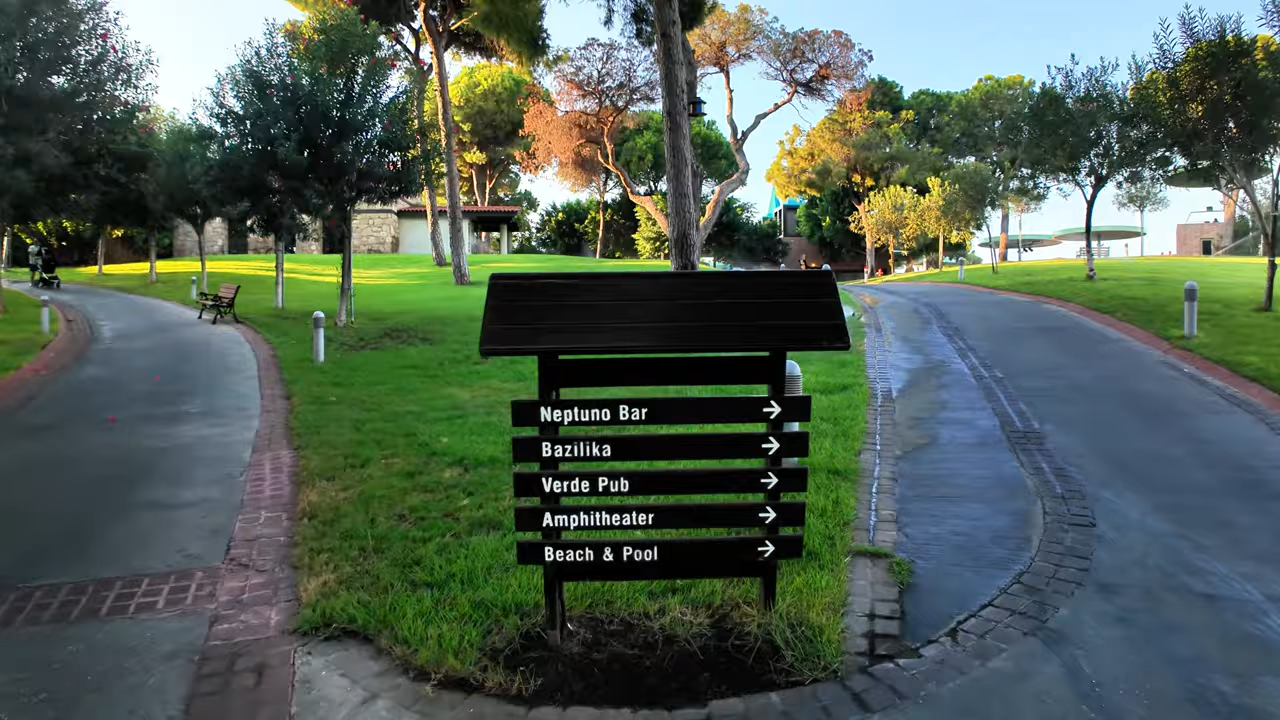 Neptuno Bar →
Bazilika →
Verde Pub →
Amphitheater →
Beach & Pool →